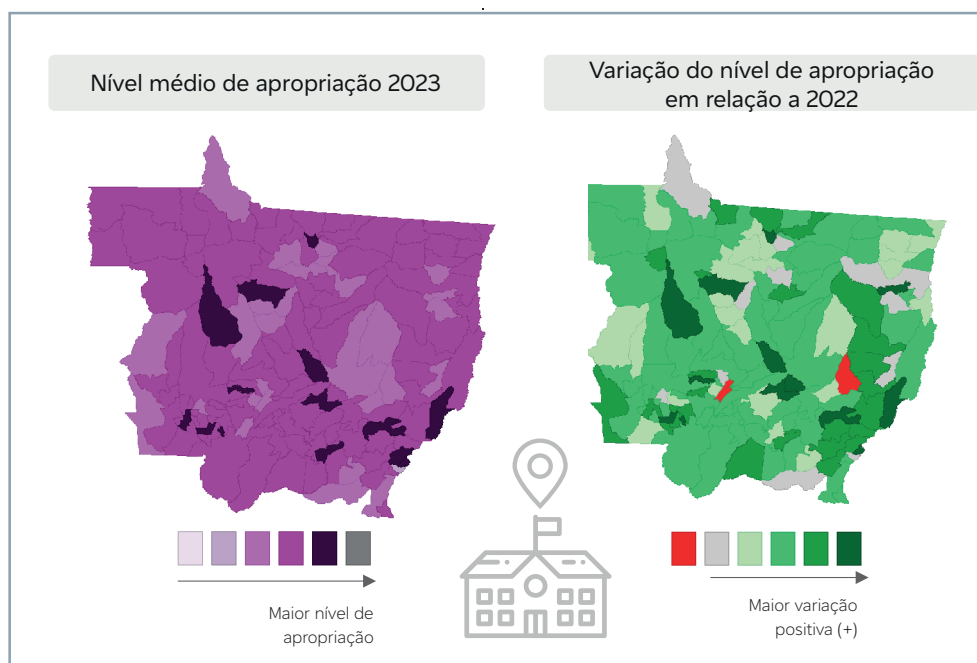 Nível médio de apropriação 2023
Variação do nível de apropriação
em relação a 2022
Maior nível de
apropriação
Maior variação
positiva (+)